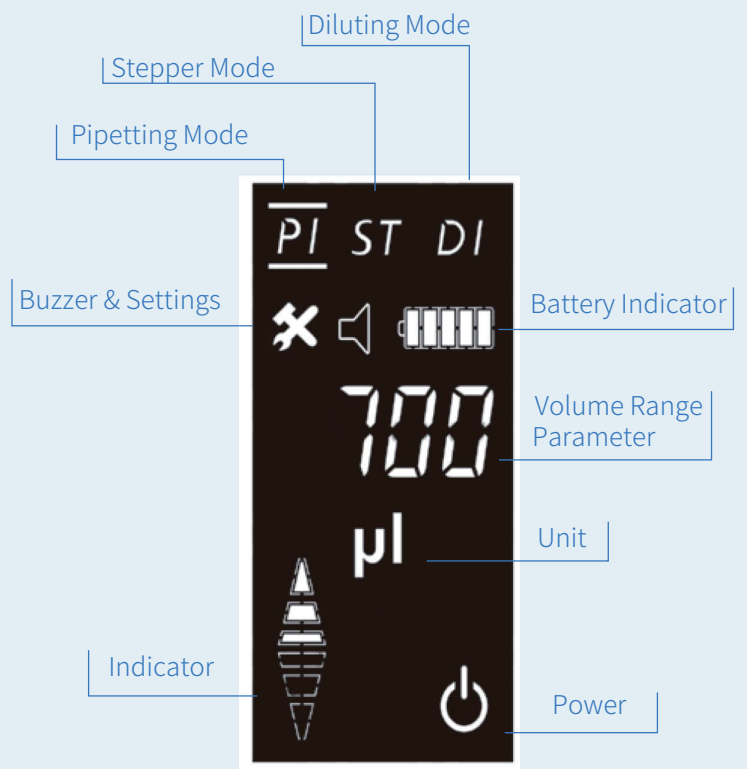 Diluting Mode
Stepper Mode
Pipetting Mode
PI ST DI
Buzzer & Settings
Battery Indicator
700
Volume Range
Parameter
µl
Unit
Indicator
Power